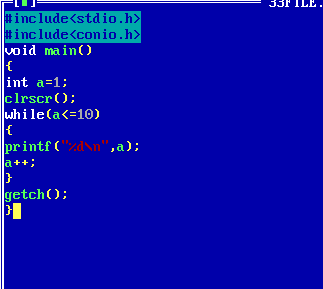 33FILE.
#include<stdio.h>
#include<conio.h>
void main()
{
int a=1;
clrscr();
while(a<=10)
{
printf("%d\n",a);
a++;
}
getch();
}